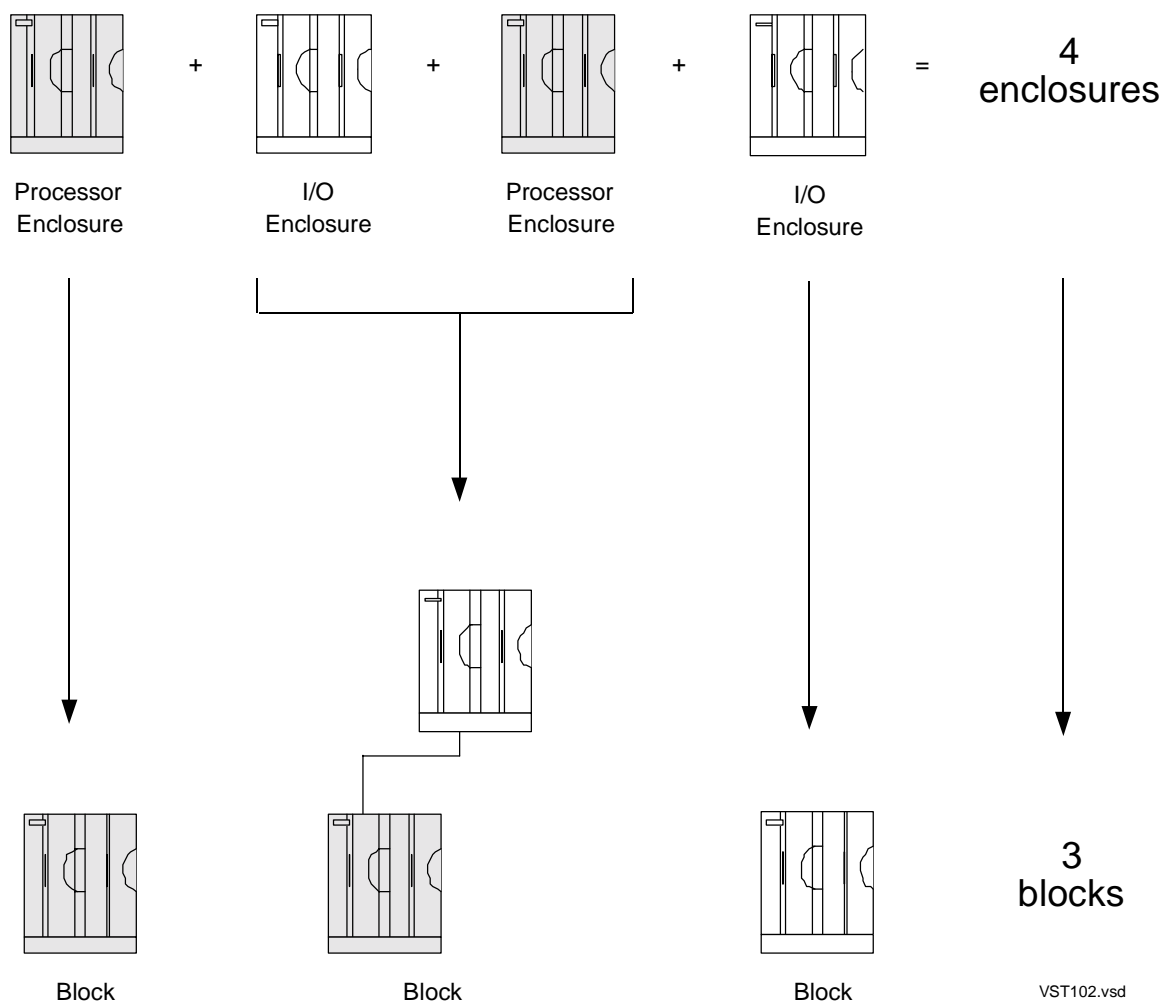 + + + = 4
enclosures
Processor
Enclosure
I/O
Enclosure
Processor
Enclosure
I/O
Enclosure
3
blocks
Block
Block
Block
VST102.vsd